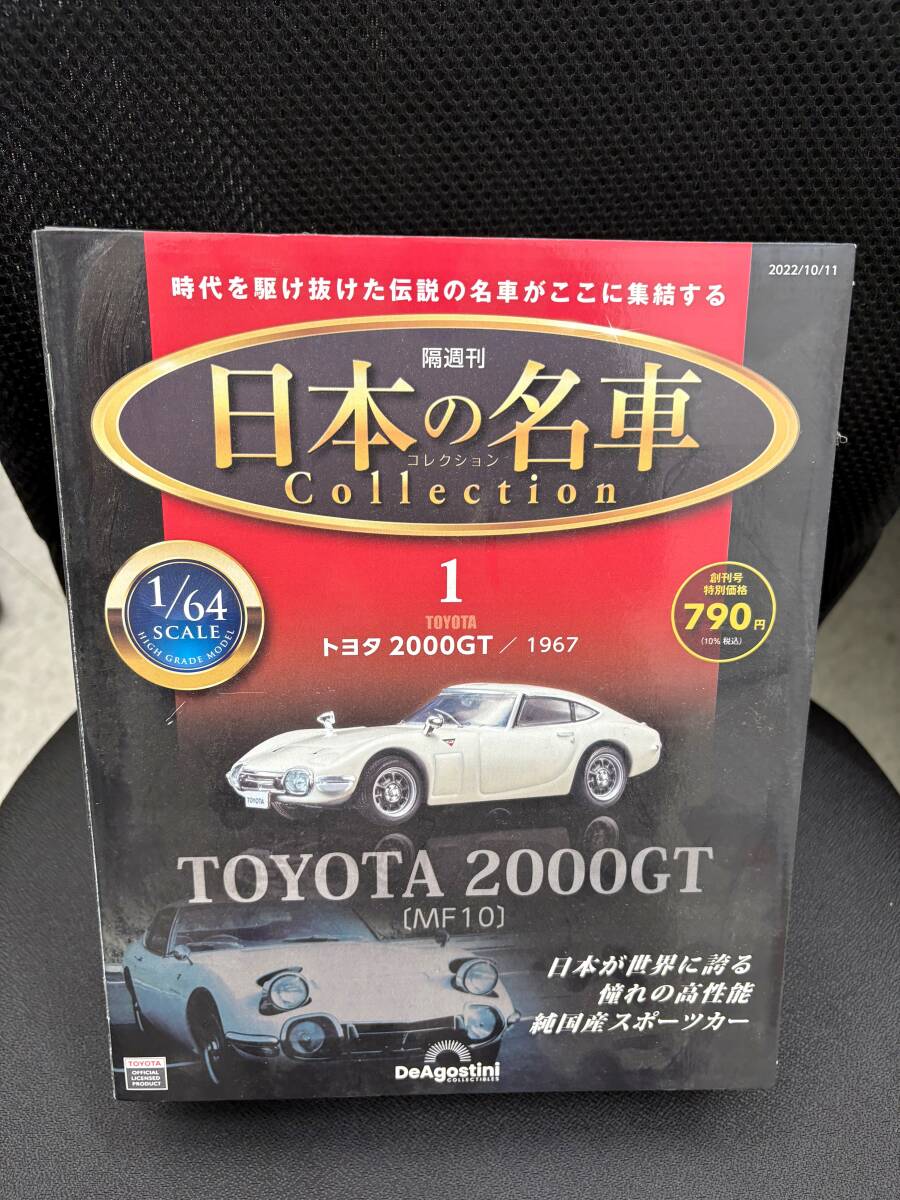 2022/10/11
時代を駆け抜けた伝説の名車がここに集結する
隔週刊
日本の名車
コレクション
Collection
1/64
SCALE
HIGH GRADE MODEL
1
TOYOTA
トヨタ 2000GT / 1967
創刊号
特別価格
790円
(10%税込)
TOYOTA
TOYOTA 2000GT
〔MF10〕
日本が世界に誇る
憧れの高性能
純国産スポーツカー
TOYOTA
OFFICIAL
LICENSED
PRODUCT
DeAgostini
COLLECTIBLES